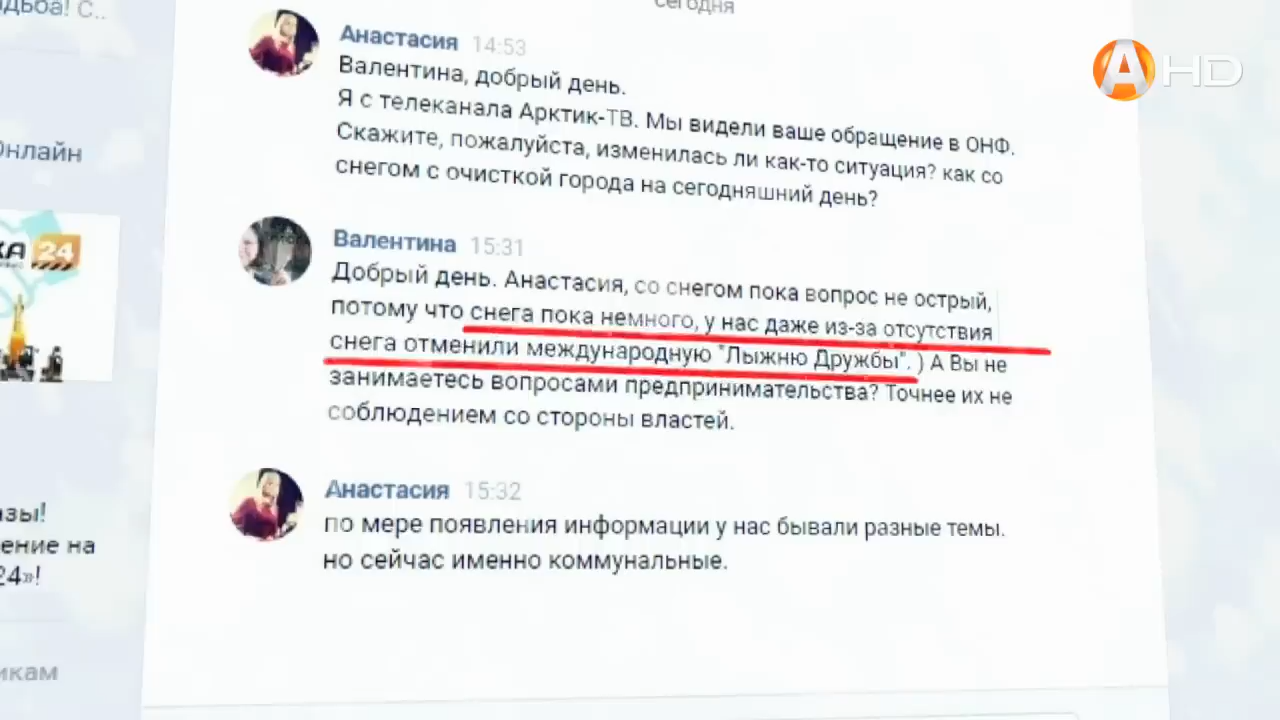 сегодня
Анастасия 14:53
Валентина, добрый день.
Я с телеканала Арктик-ТВ. Мы видели ваше обращение в ОНФ.
Скажите, пожалуйста, изменилась ли как-то ситуация? как со
снегом с очисткой города на сегодняшний день?
Валентина 15:31
Добрый день. Анастасия, со снегом пока вопрос не острый,
потому что снега пока немного, у нас даже из-за отсутствия
снега отменили международную "Лыжню Дружбы". ) А Вы не
занимаетесь вопросами предпринимательства? Точнее их не
соблюдением со стороны властей.
Анастасия 15:32
по мере появления информации у нас бывали разные темы.
но сейчас именно коммунальные.
дьба! С..
Онлайн
КА 24
азы!
ение на
24»!
икам
A HD